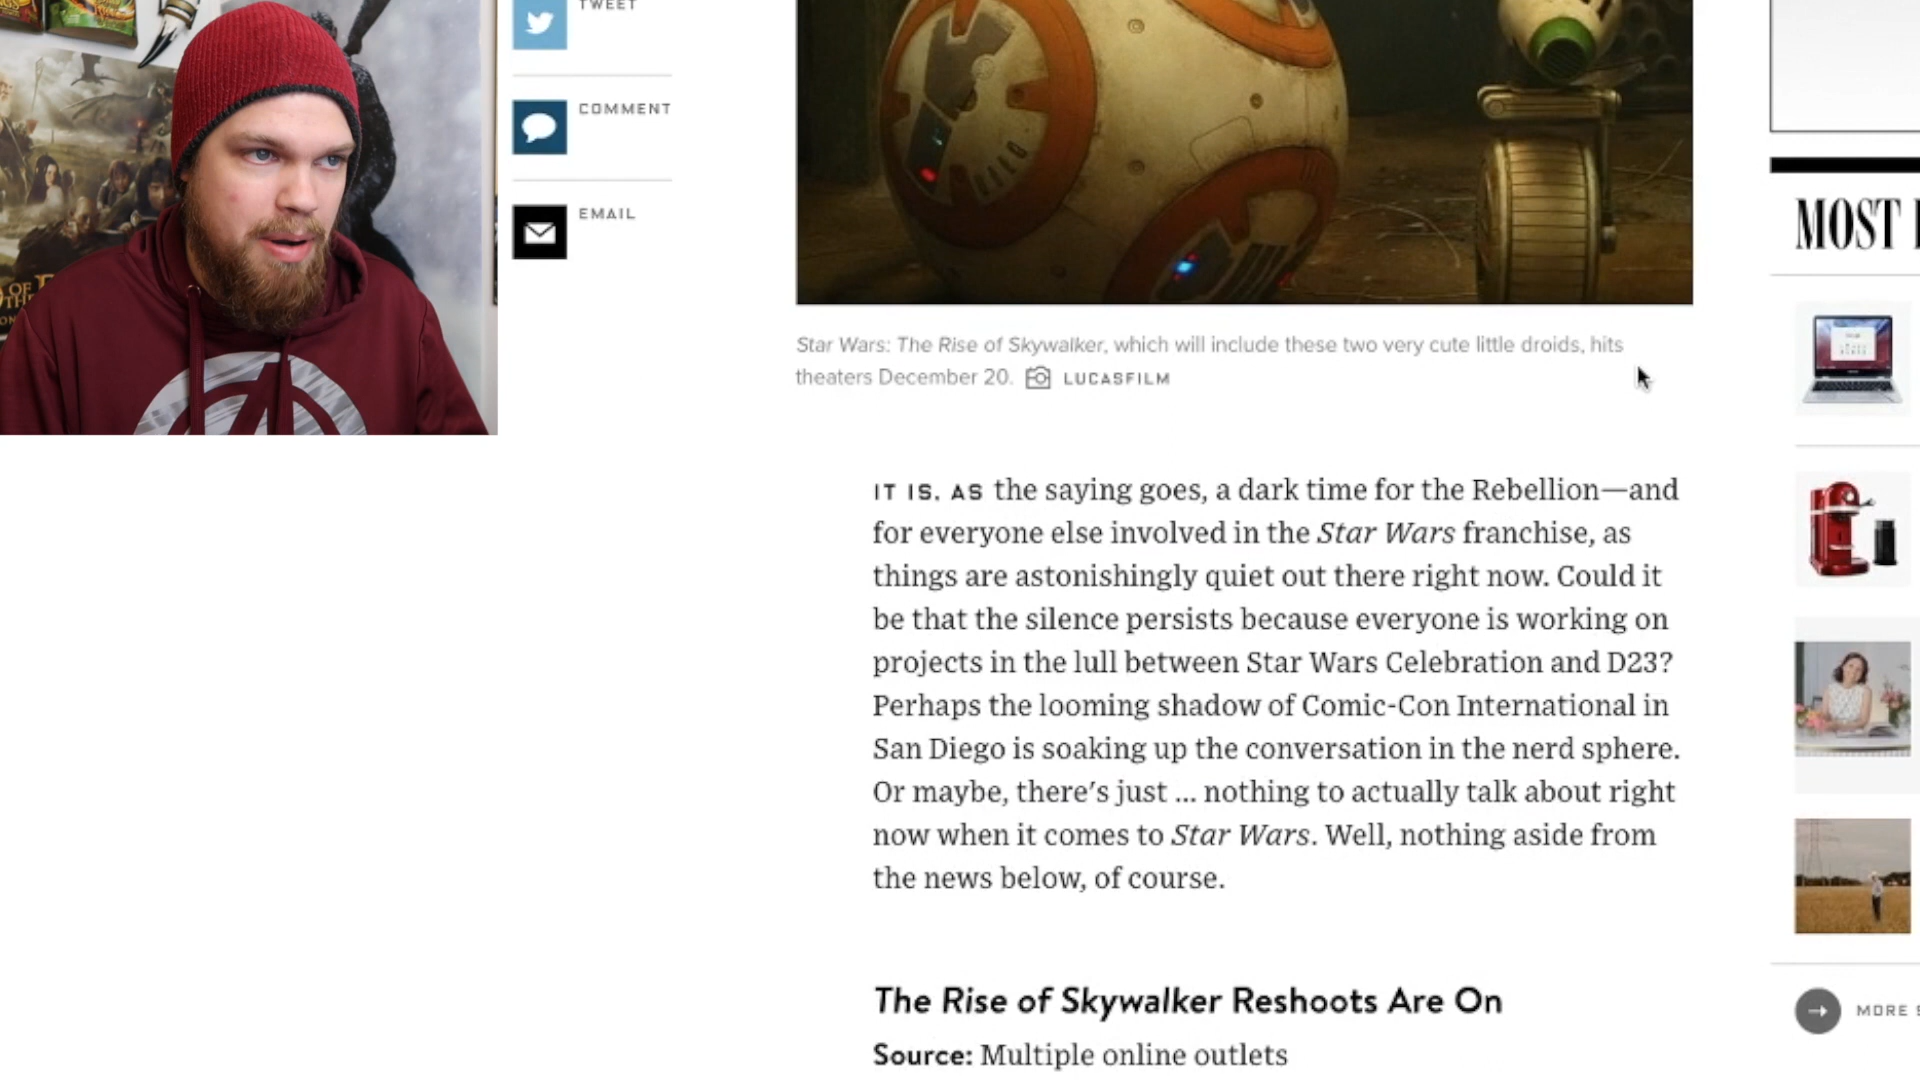 TWEET
COMMENT
EMAIL
Star Wars: The Rise of Skywalker, which will include these two very cute little droids, hits
theaters December 20. LUCASFILM
IT IS, AS the saying goes, a dark time for the Rebellion—and
for everyone else involved in the Star Wars franchise, as
things are astonishingly quiet out there right now. Could it
be that the silence persists because everyone is working on
projects in the lull between Star Wars Celebration and D23?
Perhaps the looming shadow of Comic-Con International in
San Diego is soaking up the conversation in the nerd sphere.
Or maybe, there's just ... nothing to actually talk about right
now when it comes to Star Wars. Well, nothing aside from
the news below, of course.
The Rise of Skywalker Reshoots Are On
Source: Multiple online outlets
MOST
MORE
OF
THE